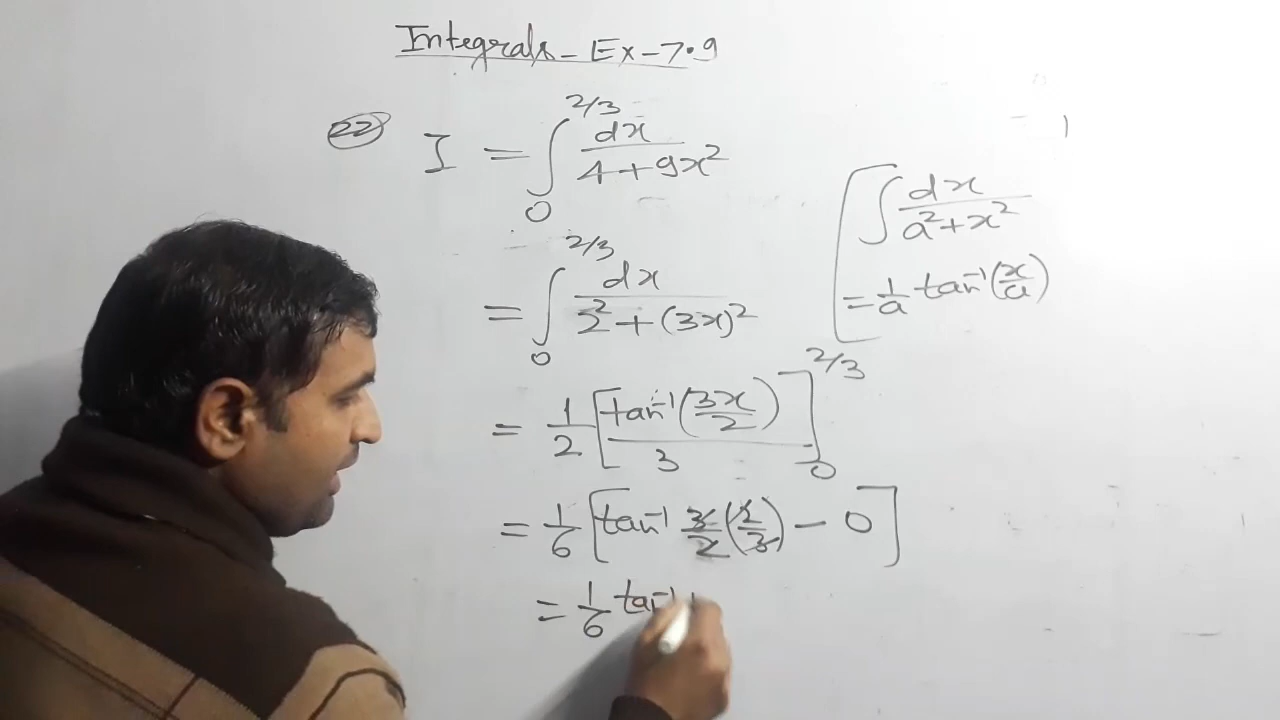 Integrals - Ex - 7.9
22 I = ∫₀^(2/3) dx / (4 + 9x²)
= ∫₀^(2/3) dx / (2² + (3x)²)
[∫ dx / (a² + x²)
= 1/a tan⁻¹(x/a)
= 1/2 [tan⁻¹(3x/2) / 3]₀^(2/3)
= 1/6 [tan⁻¹ 3/2 (2/3) - 0]
= 1/6 tan⁻¹ 1